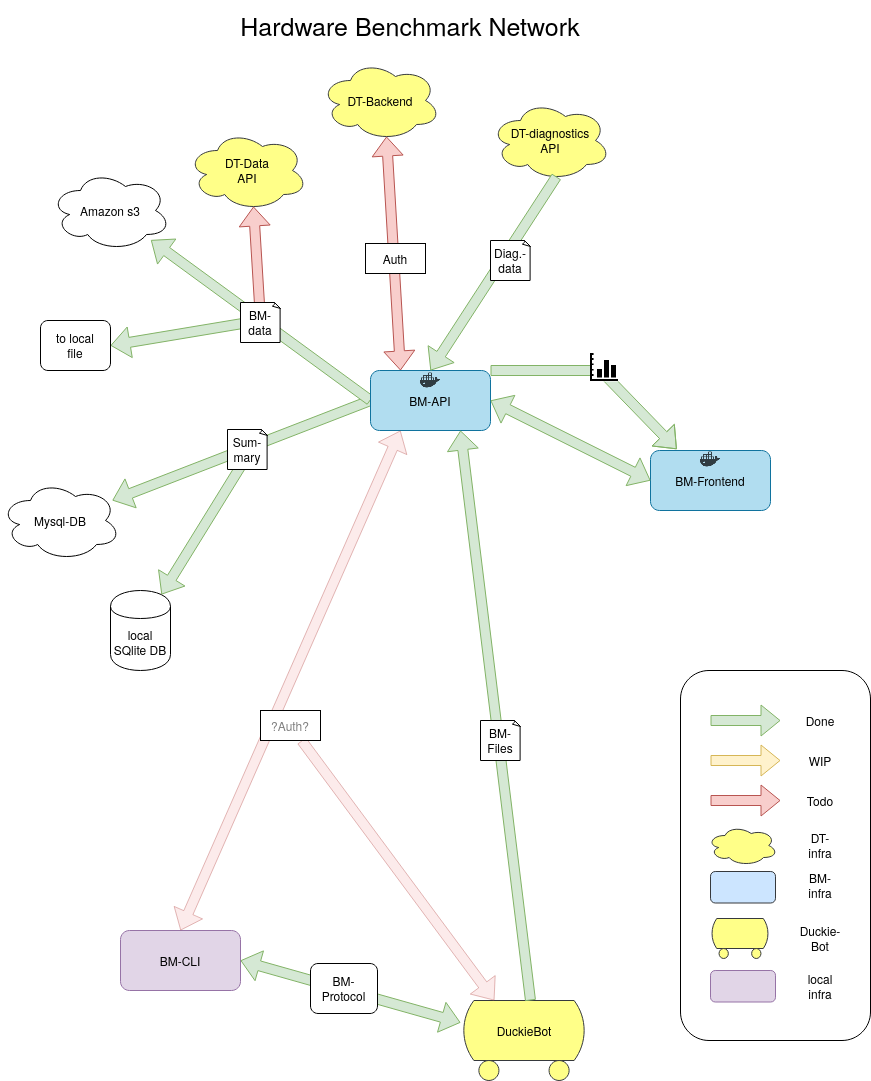 Hardware Benchmark Network
DT-Backend
DT-diagnostics
API
DT-Data
API
Amazon s3
Auth
Diag.-
data
BM-
data
to local
file
BM-API
Sum-
mary
BM-Frontend
Mysql-DB
local
SQlite DB
?Auth?
BM-
Files
BM-CLI
BM-
Protocol
DuckieBot
Done
WIP
Todo
DT-
infra
BM-
infra
Duckie-
Bot
local
infra